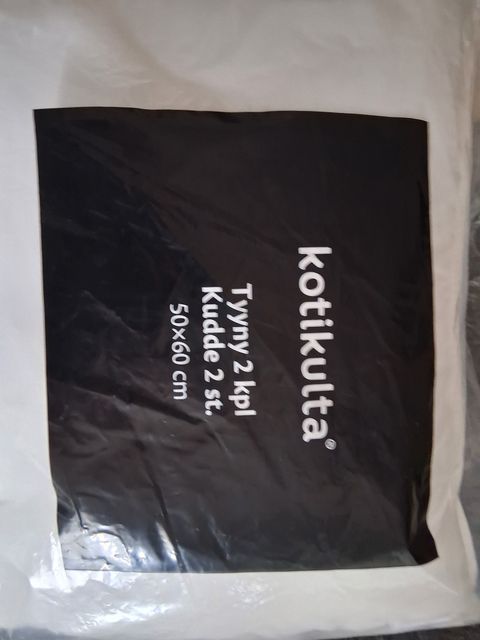 kotikulta®
Tyyny 2 kpl
Kudde 2 st.
50x60 cm